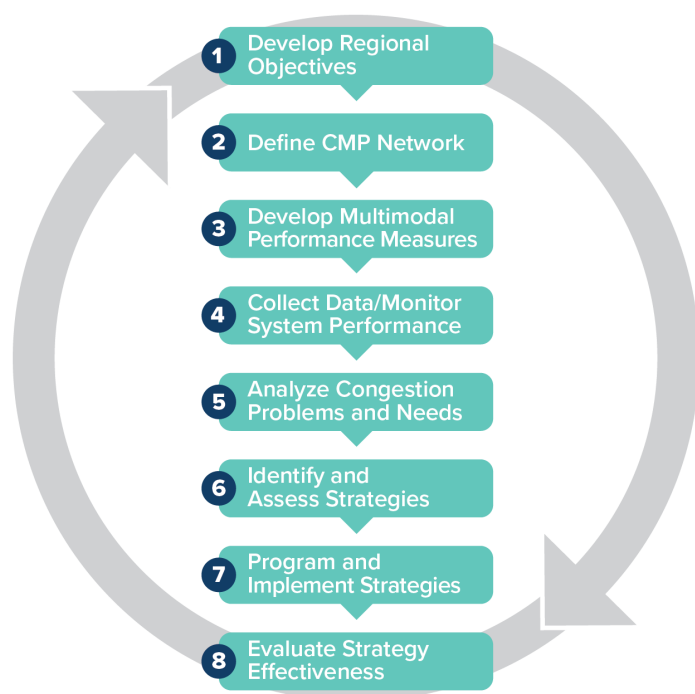 1
Develop Regional
Objectives
2
Define CMP Network
3
Develop Multimodal
Performance Measures
4
Collect Data/Monitor
System Performance
5
Analyze Congestion
Problems and Needs
6
Identify and
Assess Strategies
7
Program and
Implement Strategies
8
Evaluate Strategy
Effectiveness